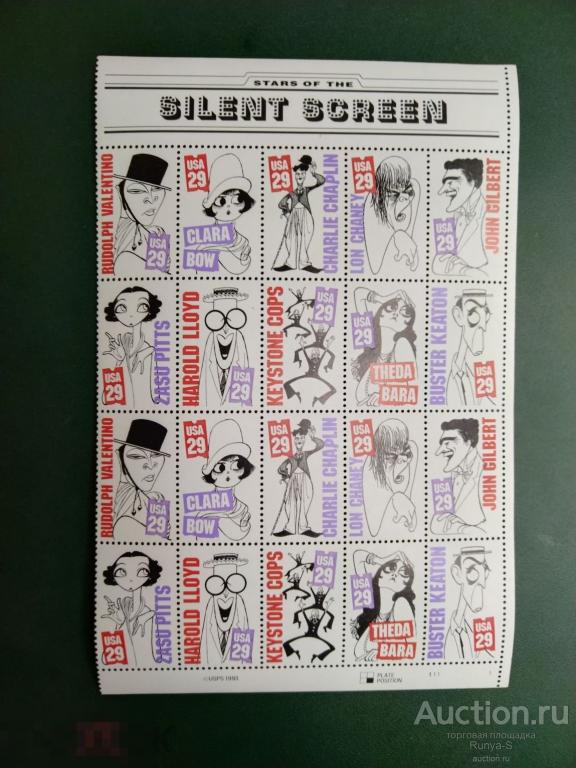 STARS OF THE
SILENT SCREEN
RUDOLPH VALENTINO
USA
29
USA
29
CLARA
BOW
USA
29
CHARLIE CHAPLIN
USA
29
LON CHANEY
USA
29
JOHN GILBERT
USA
29
ZASU PITTS
HAROLD LLOYD
USA
29
KEYSTONE COPS
USA
29
USA
29
THEDA
BARA
BUSTER KEATON
USA
29
RUDOLPH VALENTINO
USA
29
USA
29
CLARA
BOW
USA
29
CHARLIE CHAPLIN
USA
29
LON CHANEY
USA
29
JOHN GILBERT
USA
29
ZASU PITTS
HAROLD LLOYD
USA
29
KEYSTONE COPS
USA
29
USA
29
THEDA
BARA
BUSTER KEATON
USA
29
©USPS 1993
PLATE
POSITION
111
1
Auction.ru
торговая площадка
Runya-S
auction.ru